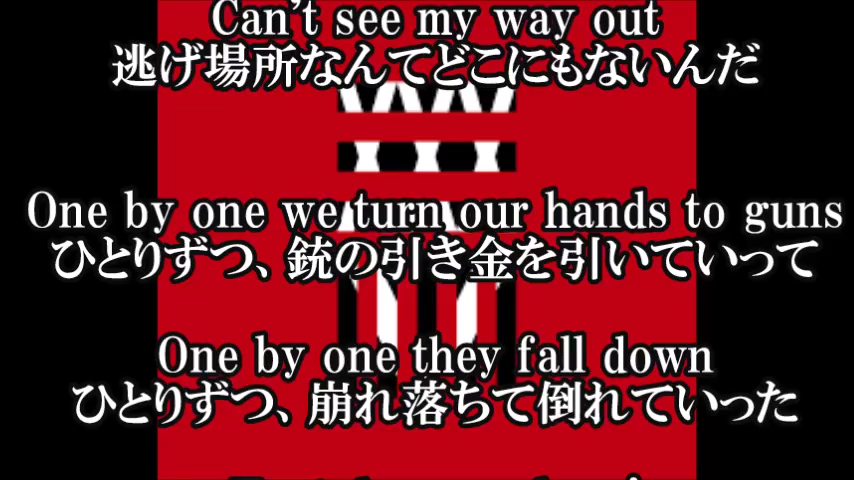 Can't see my way out
逃げ場所なんてどこにもないんだ
One by one we turn our hands to guns
ひとりずつ、銃の引き金を引いていって
One by one they fall down
ひとりずつ、崩れ落ちて倒れていった